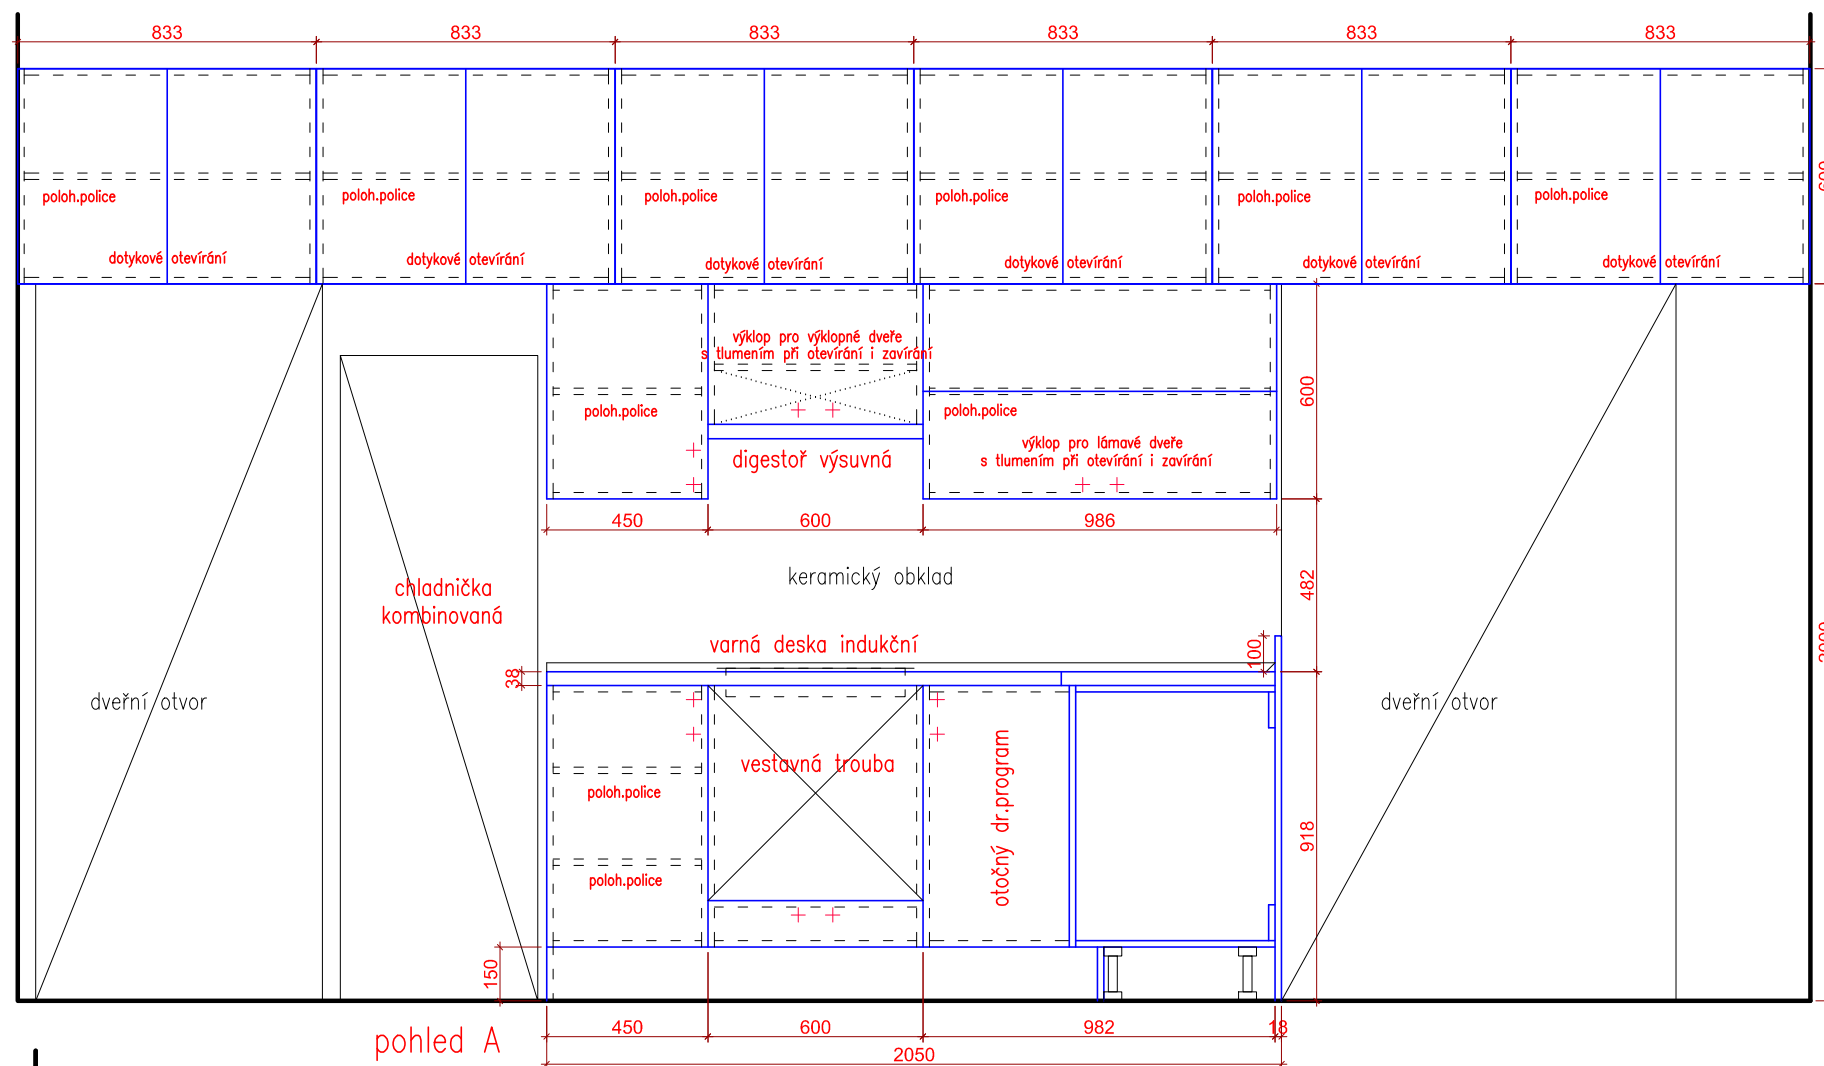 833 833 833 833 833 833
poloh.police poloh.police poloh.police poloh.police poloh.police poloh.police
dotykové otevírání dotykové otevírání dotykové otevírání dotykové otevírání dotykové otevírání dotykové otevírání
600
výklop pro výklopné dveře
s tlumením při otevírání i zavírání
poloh.police
poloh.police
600
výklop pro lámavé dveře
s tlumením při otevírání i zavírání
digestoř výsuvná
450 600 986
keramický obklad
482
chladnička
kombinovaná
varná deska indukční
100
38
dveřní otvor
dveřní otvor
vestavná trouba
poloh.police
otočný dr.program
918
poloh.police
150
450 600 982 18
pohled A
2050